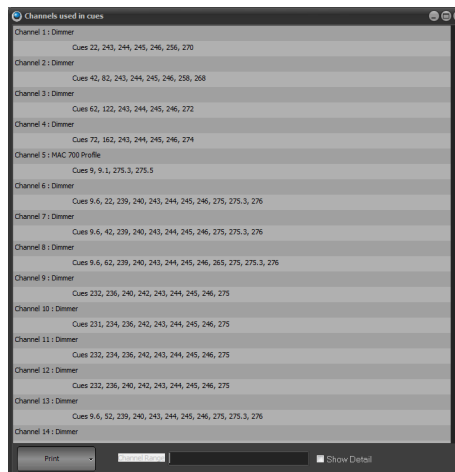 Channels used in cues
Channel 1 : Dimmer
Cues 22, 243, 244, 245, 246, 256, 270
Channel 2 : Dimmer
Cues 42, 82, 243, 244, 245, 246, 258, 268
Channel 3 : Dimmer
Cues 62, 122, 243, 244, 245, 246, 272
Channel 4 : Dimmer
Cues 72, 162, 243, 244, 245, 246, 274
Channel 5 : MAC 700 Profile
Cues 9, 9.1, 275.3, 275.5
Channel 6 : Dimmer
Cues 9.6, 22, 239, 240, 243, 244, 245, 246, 275, 275.3, 276
Channel 7 : Dimmer
Cues 9.6, 42, 239, 240, 243, 244, 245, 246, 275, 275.3, 276
Channel 8 : Dimmer
Cues 9.6, 62, 239, 240, 243, 244, 245, 246, 265, 275, 275.3, 276
Channel 9 : Dimmer
Cues 232, 236, 240, 242, 243, 244, 245, 246, 275
Channel 10 : Dimmer
Cues 231, 234, 236, 242, 243, 244, 245, 246, 275
Channel 11 : Dimmer
Cues 232, 234, 236, 242, 243, 244, 245, 246, 275
Channel 12 : Dimmer
Cues 232, 236, 240, 242, 243, 244, 245, 246, 275
Channel 13 : Dimmer
Cues 9.6, 52, 239, 240, 243, 244, 245, 246, 275, 275.3, 276
Channel 14 : Dimmer
Print
Channel Range
Show Detail